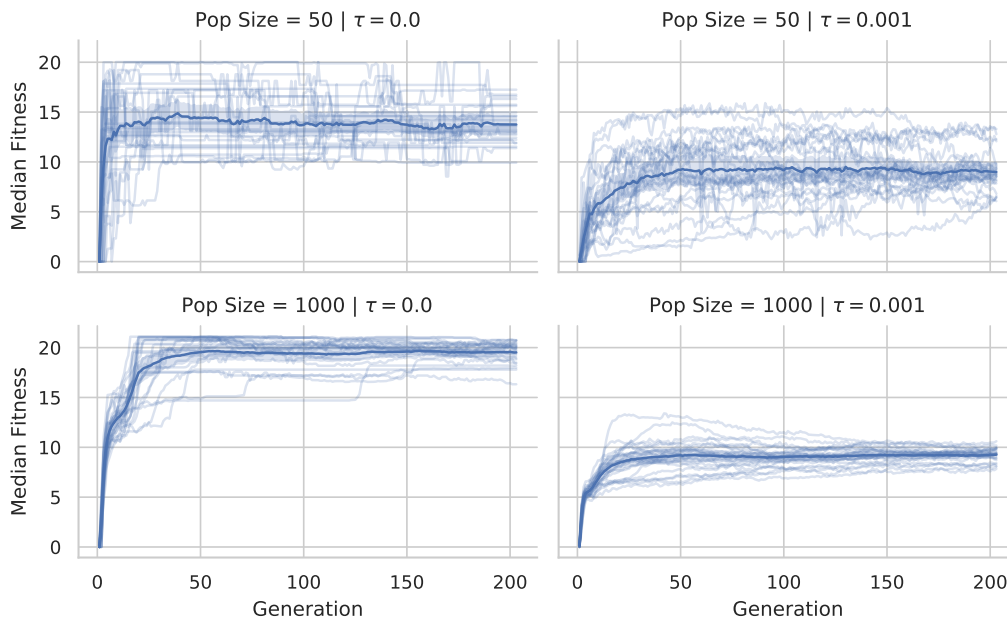 Pop Size = 50 | τ = 0.0
Pop Size = 50 | τ = 0.001
Median Fitness
20
15
10
5
0
Pop Size = 1000 | τ = 0.0
Pop Size = 1000 | τ = 0.001
Median Fitness
20
15
10
5
0
0 50 100 150 200
0 50 100 150 200
Generation
Generation